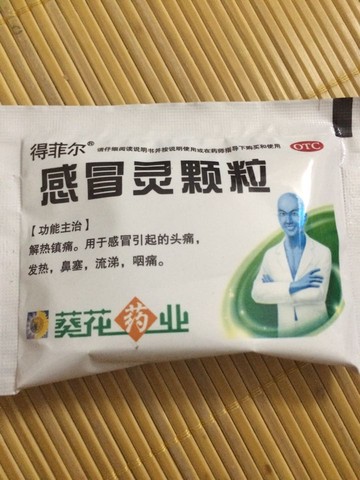 得菲尔®
请仔细阅读说明书并按说明使用或在药师指导下购买和使用
OTC
感冒灵颗粒
【功能主治】
解热镇痛。用于感冒引起的头痛,
发热,鼻塞,流涕,咽痛。
葵花药业